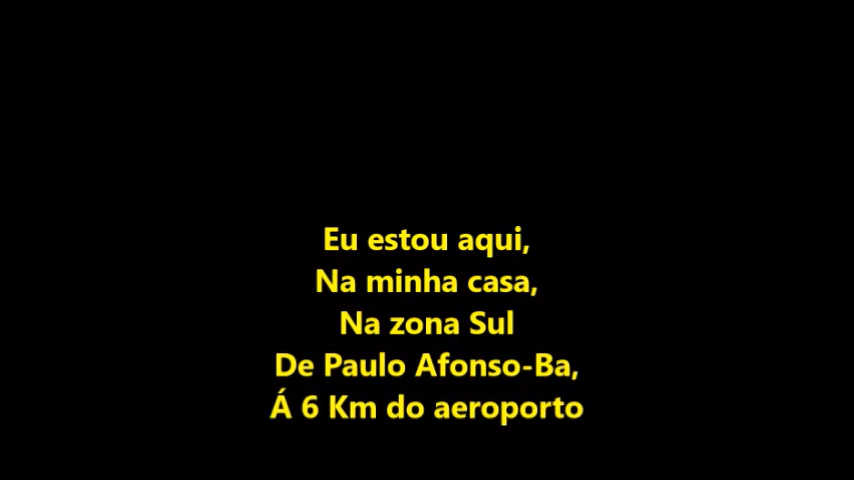 Eu estou aqui,
Na minha casa,
Na zona Sul
De Paulo Afonso-Ba,
Á 6 Km do aeroporto